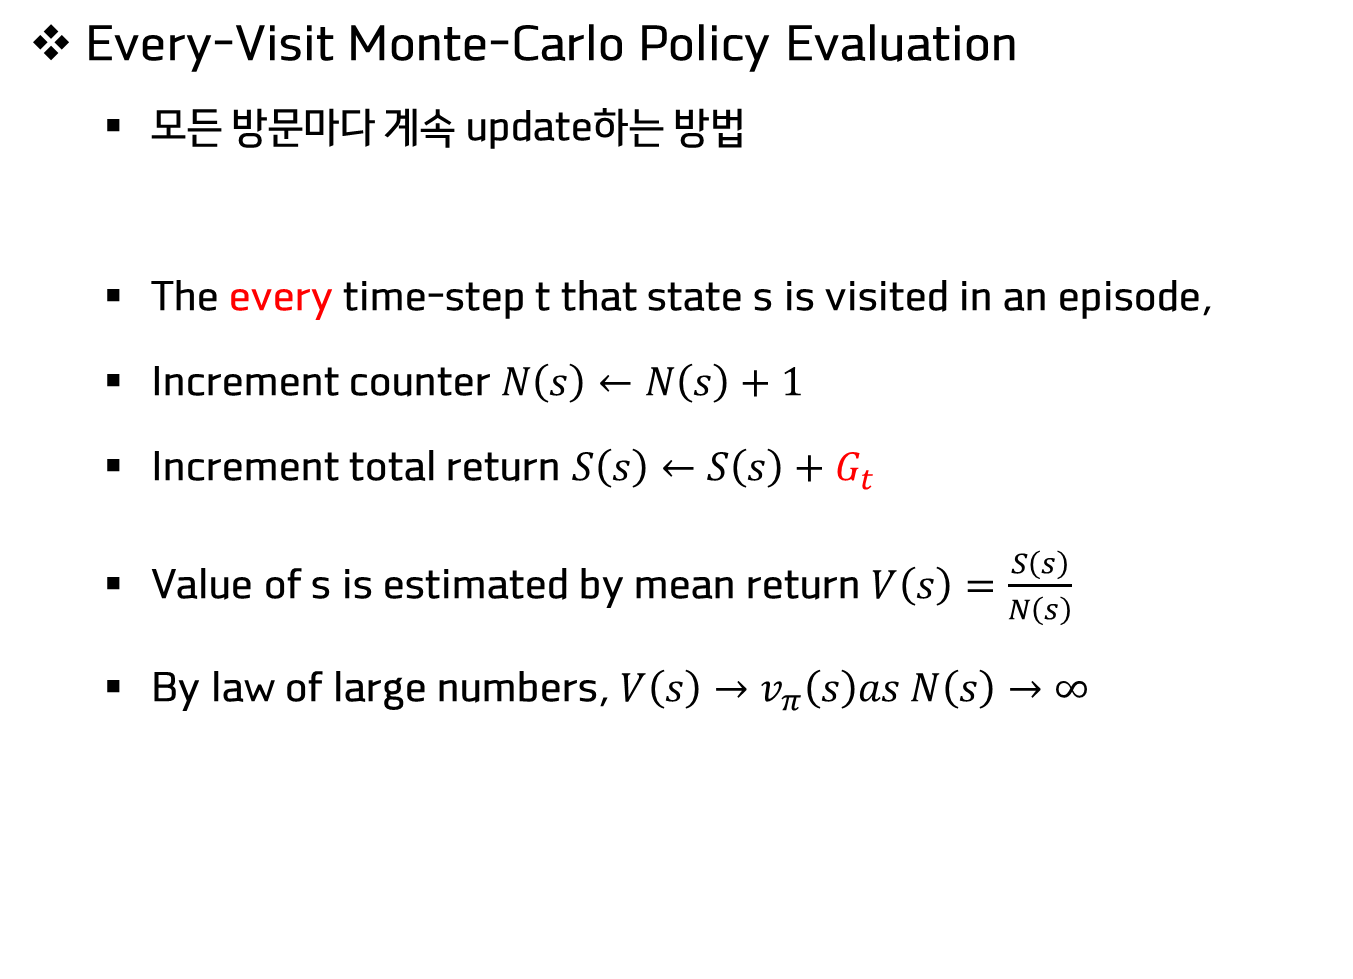 ❖ Every-Visit Monte-Carlo Policy Evaluation
▪ 모든 방문마다 계속 update하는 방법
▪ The every time-step t that state s is visited in an episode,
▪ Increment counter N(s) ← N(s) + 1
▪ Increment total return S(s) ← S(s) + G_t
▪ Value of s is estimated by mean return V(s) = S(s)/N(s)
▪ By law of large numbers, V(s) → v_π(s)as N(s) → ∞